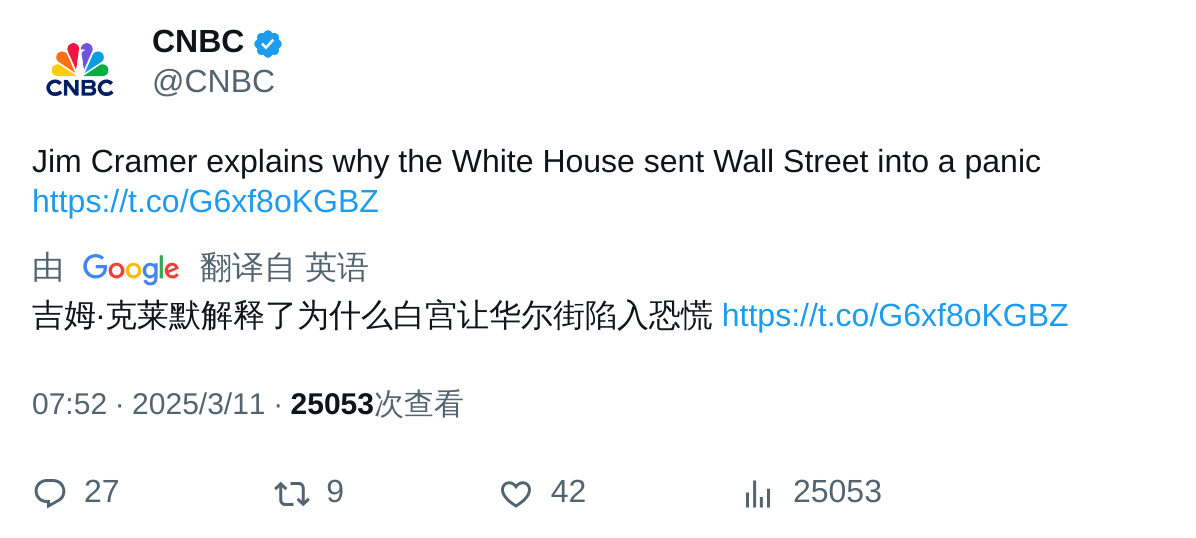 CNBC
@CNBC
CNBC
Jim Cramer explains why the White House sent Wall Street into a panic
https://t.co/G6xf8oKGBZ
由 Google 翻译自 英语
吉姆·克莱默解释了为什么白宫让华尔街陷入恐慌 https://t.co/G6xf8oKGBZ
07:52 · 2025/3/11 · 25053次查看
27 9 42 25053